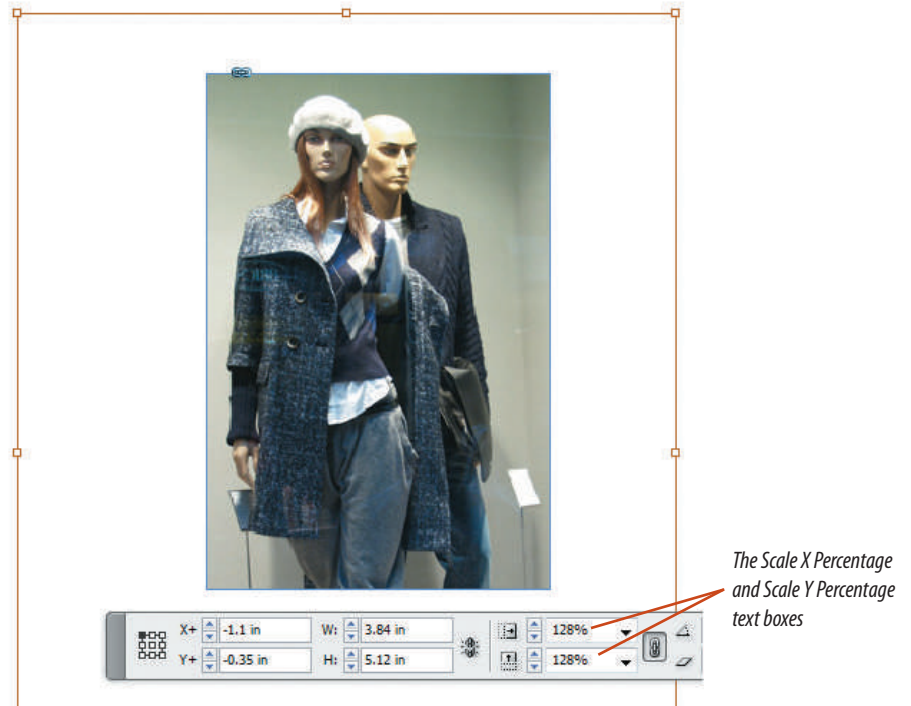 The Scale X Percentage
and Scale Y Percentage
text boxes
X+ -1.1 in W: 3.84 in 128%
Y+ -0.35 in H: 5.12 in 128%